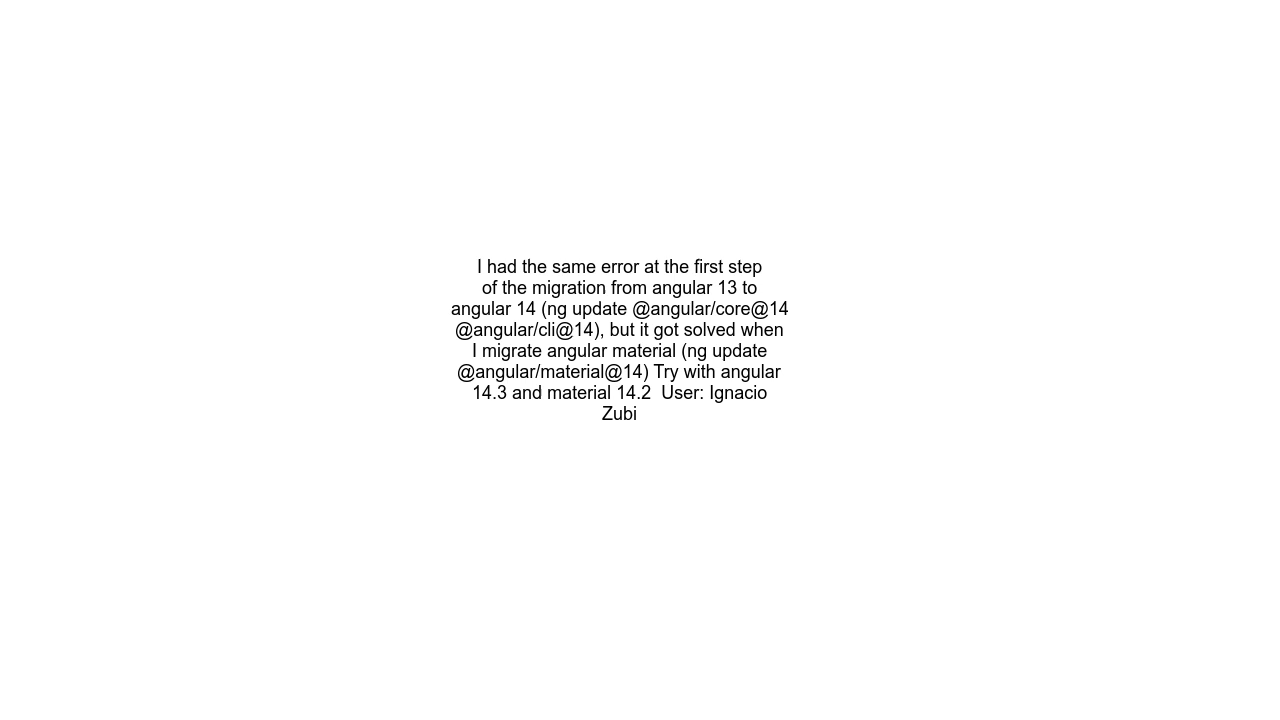 I had the same error at the first step
of the migration from angular 13 to
angular 14 (ng update @angular/core@14
@angular/cli@14), but it got solved when
I migrate angular material (ng update
@angular/material@14) Try with angular
14.3 and material 14.2  User: Ignacio
Zubi